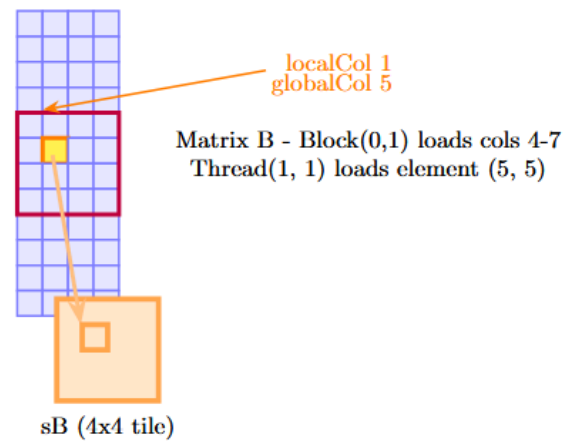 localCol 1
globalCol 5
Matrix B - Block(0,1) loads cols 4-7
Thread(1, 1) loads element (5, 5)
sB (4x4 tile)